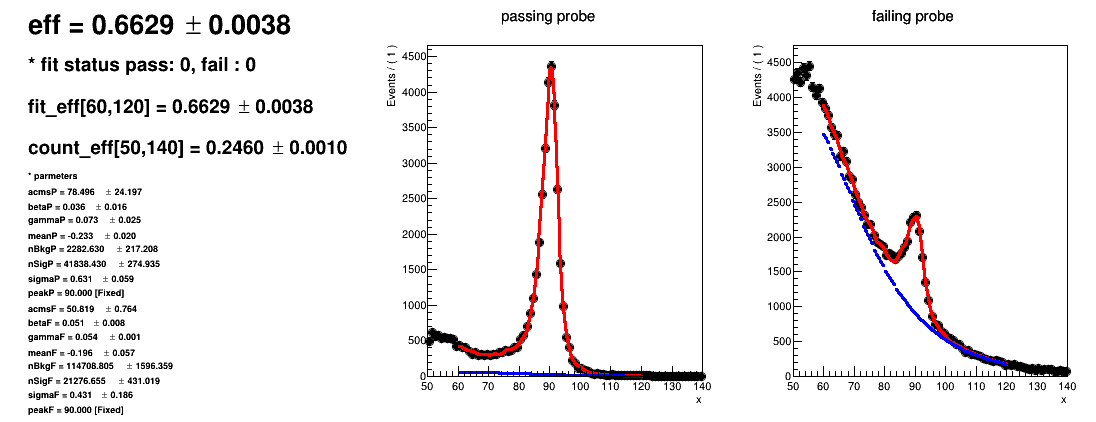 eff = 0.6629 ± 0.0038
* fit status pass: 0, fail : 0
fit_eff[60,120] = 0.6629 ± 0.0038
count_eff[50,140] = 0.2460 ± 0.0010
* parmeters
acmsP = 78.496 ± 24.197
betaP = 0.036 ± 0.016
gammaP = 0.073 ± 0.025
meanP = -0.233 ± 0.020
nBkgP = 2282.630 ± 217.208
nSigP = 41838.430 ± 274.935
sigmaP = 0.631 ± 0.059
peakP = 90.000 [Fixed]
acmsF = 50.819 ± 0.764
betaF = 0.051 ± 0.008
gammaF = 0.054 ± 0.001
meanF = -0.196 ± 0.057
nBkgF = 114708.805 ± 1596.359
nSigF = 21276.655 ± 431.019
sigmaF = 0.431 ± 0.186
peakF = 90.000 [Fixed]
passing probe
Events / ( 1 )
4500
4000
3500
3000
2500
2000
1500
1000
500
0
50 60 70 80 90 100 110 120 130 140
x
failing probe
Events / ( 1 )
4500
4000
3500
3000
2500
2000
1500
1000
500
0
50 60 70 80 90 100 110 120 130 140
x